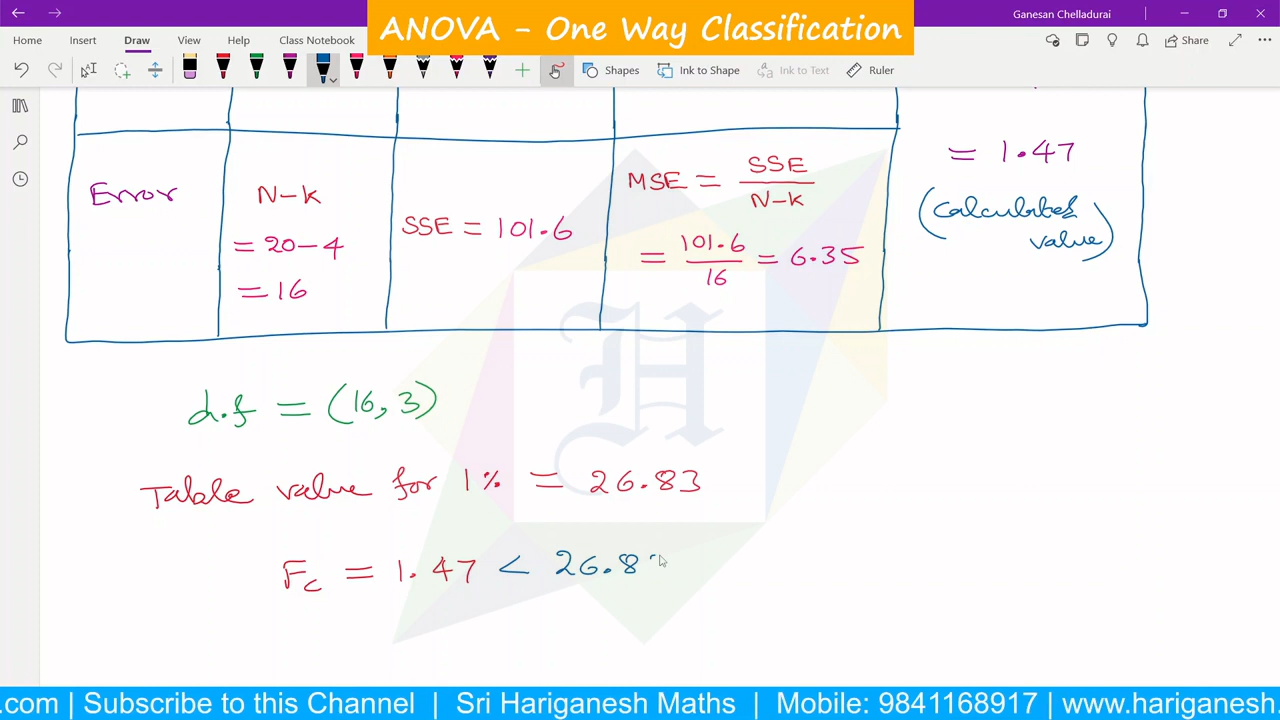 ANOVA - One Way Classification
Ganesan Chelladurai
Home Insert Draw View Help Class Notebook
Share
Shapes Ink to Shape Ink to Text Ruler
= 1.47
(Calculated value)
Error
N-k
= 20-4
= 16
SSE = 101.6
MSE = SSE / N-k
= 101.6 / 16 = 6.35
H
d.f = (16, 3)
Table value for 1% = 26.83
Fc = 1.47 < 26.8
.com | Subscribe to this Channel | Sri Hariganesh Maths | Mobile: 9841168917 | www.hariganesh.